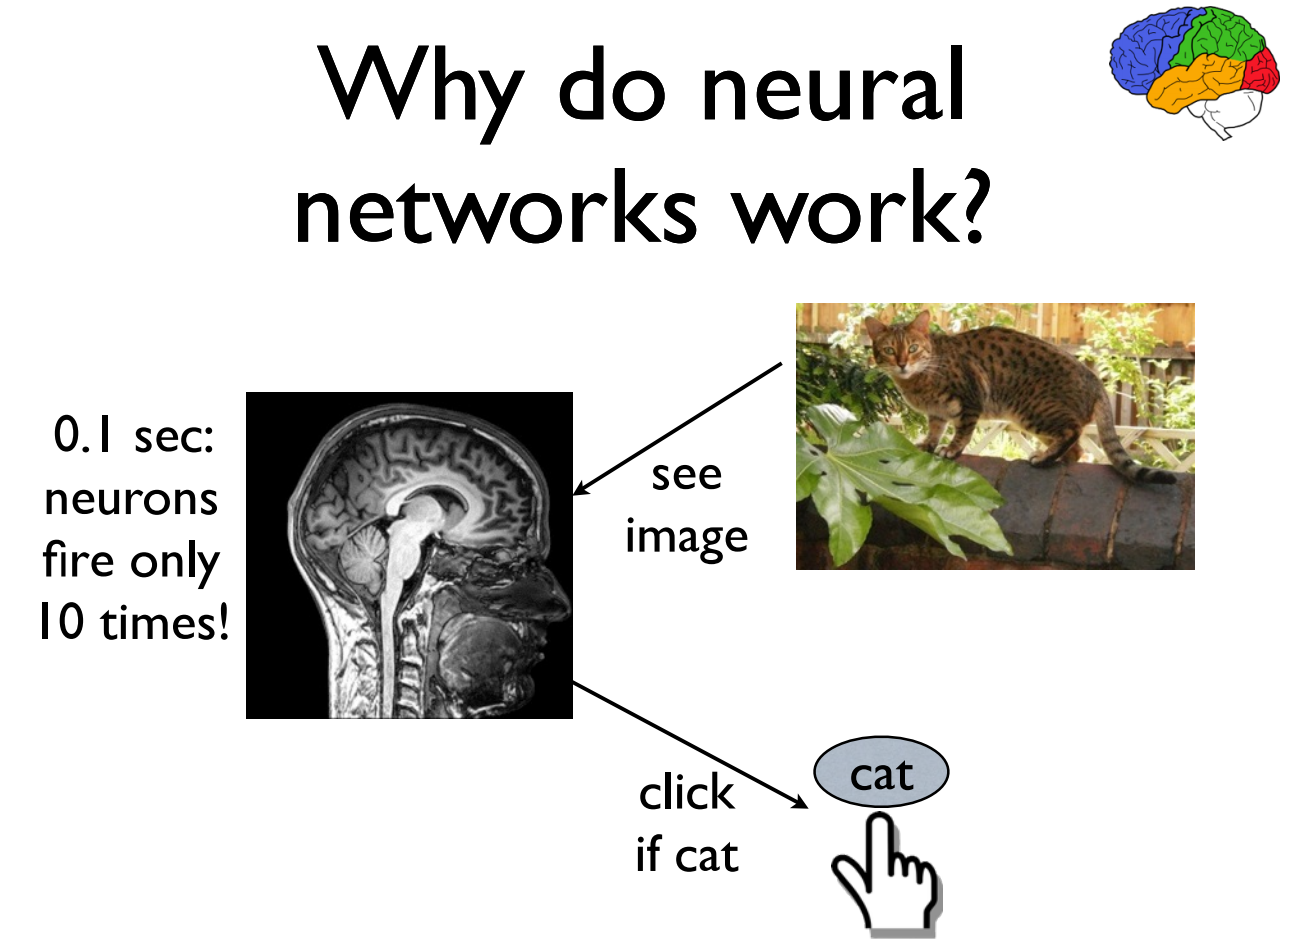 Why do neural
networks work?
0.1 sec:
neurons
fire only
10 times!
see
image
click
if cat
cat